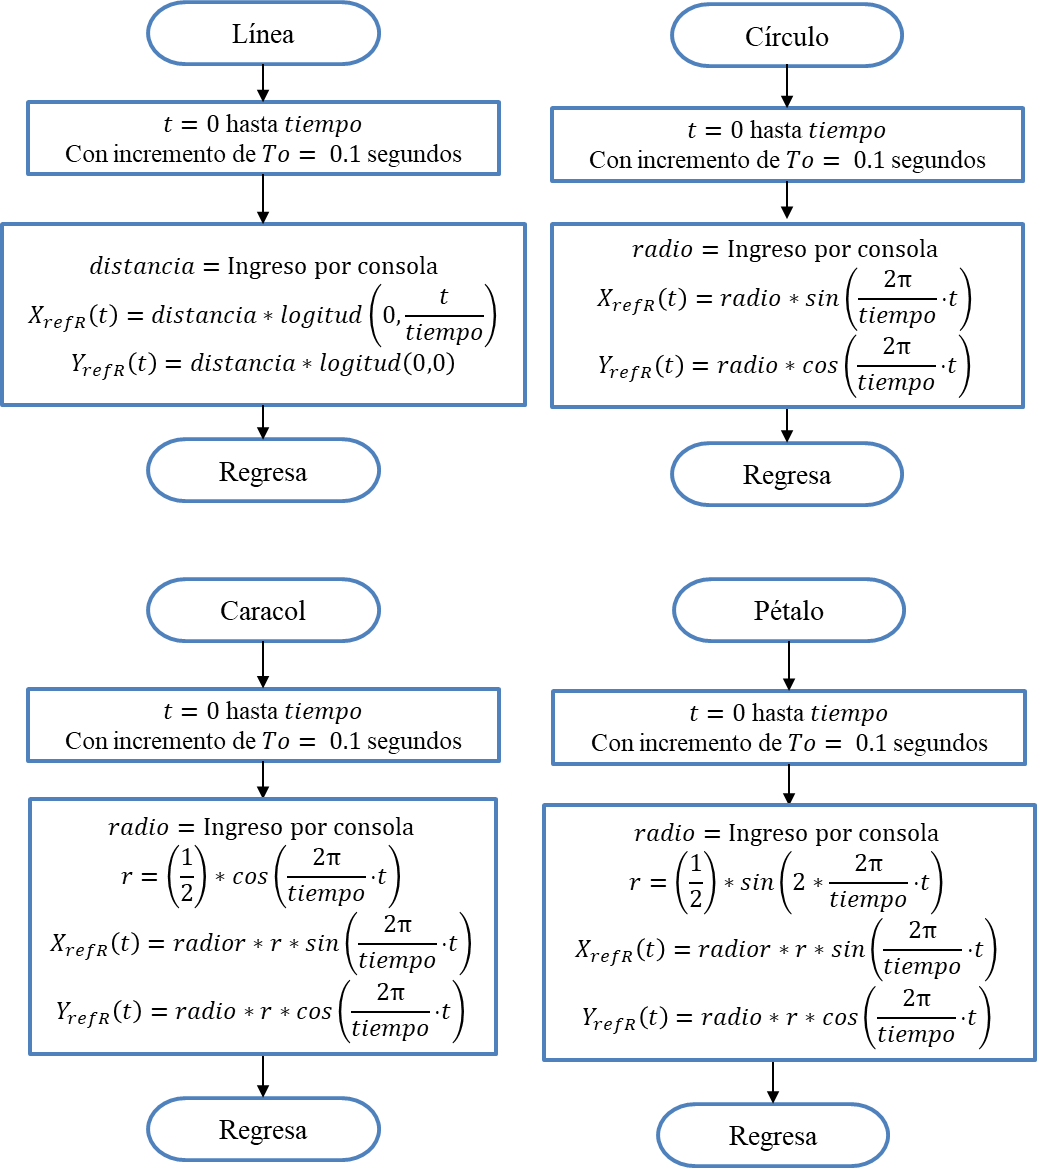 Línea
t = 0 hasta tiempo
Con incremento de To = 0.1 segundos
distancia = Ingreso por consola
X_refR(t) = distancia ∗ logitud (0, t/tiempo)
Y_refR(t) = distancia ∗ logitud(0,0)
Regresa
Círculo
t = 0 hasta tiempo
Con incremento de To = 0.1 segundos
radio = Ingreso por consola
X_refR(t) = radio ∗ sin (2π/tiempo · t)
Y_refR(t) = radio ∗ cos (2π/tiempo · t)
Regresa
Caracol
t = 0 hasta tiempo
Con incremento de To = 0.1 segundos
radio = Ingreso por consola
r = (1/2) ∗ cos (2π/tiempo · t)
X_refR(t) = radior ∗ r ∗ sin (2π/tiempo · t)
Y_refR(t) = radio ∗ r ∗ cos (2π/tiempo · t)
Regresa
Pétalo
t = 0 hasta tiempo
Con incremento de To = 0.1 segundos
radio = Ingreso por consola
r = (1/2) ∗ sin (2 ∗ 2π/tiempo · t)
X_refR(t) = radior ∗ r ∗ sin (2π/tiempo · t)
Y_refR(t) = radio ∗ r ∗ cos (2π/tiempo · t)
Regresa